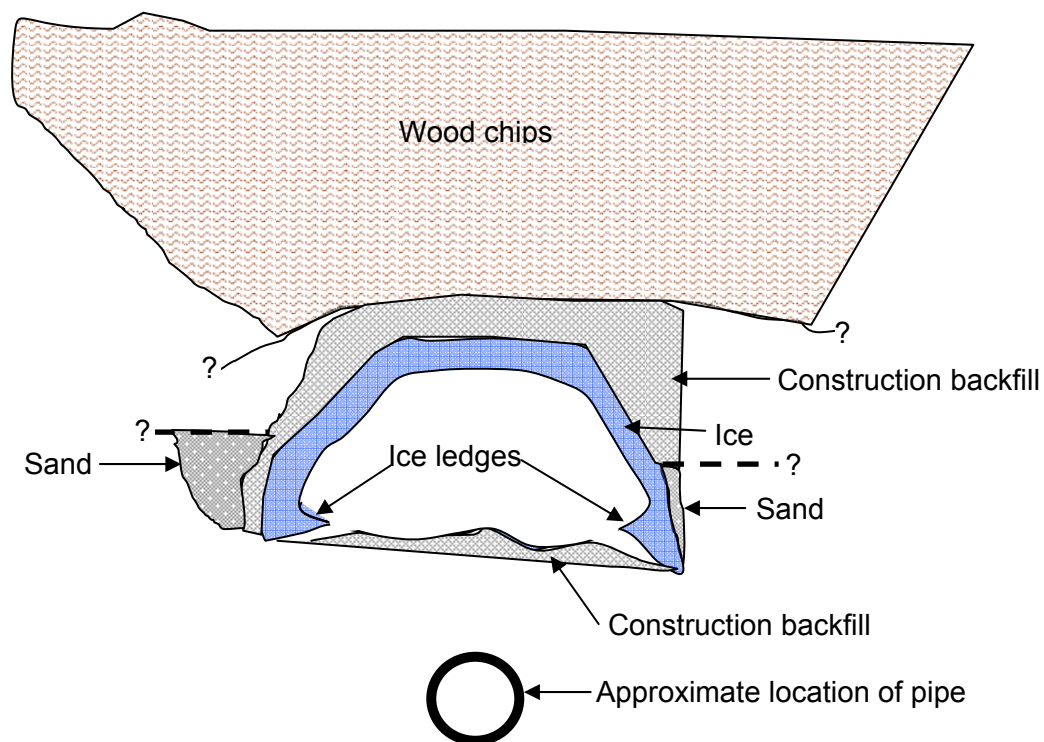 Wood chips
?
?
Construction backfill
?
Ice
Sand
Ice ledges
?
Sand
Construction backfill
Approximate location of pipe